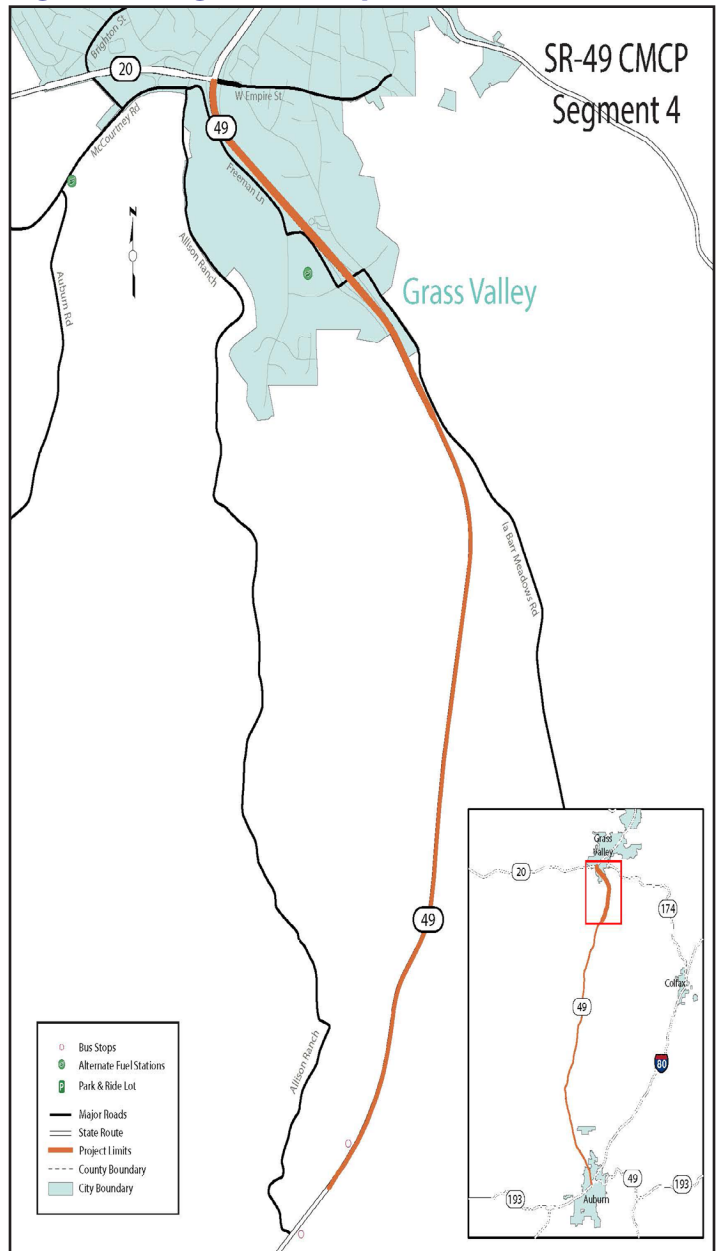 SR-49 CMCP
Segment 4
Brighton St
20
W Empire St
McCourtney Rd
49
Freeman Ln
N
Allison Ranch
Auburn Rd
Grass Valley
la Barr Meadows Rd
49
Allison Ranch
Bus Stops
Alternate Fuel Stations
P
Park & Ride Lot
Major Roads
State Route
Project Limits
County Boundary
City Boundary
Grass
Valley
20
174
Colfax
49
80
49
193
193
Auburn